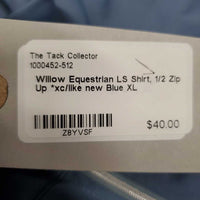 The Tack Collector
1000452-512
Willow Equestrian LS Shirt, 1/2 Zip
Up *xc/like new Blue XL
Z8YVSF
$40.00